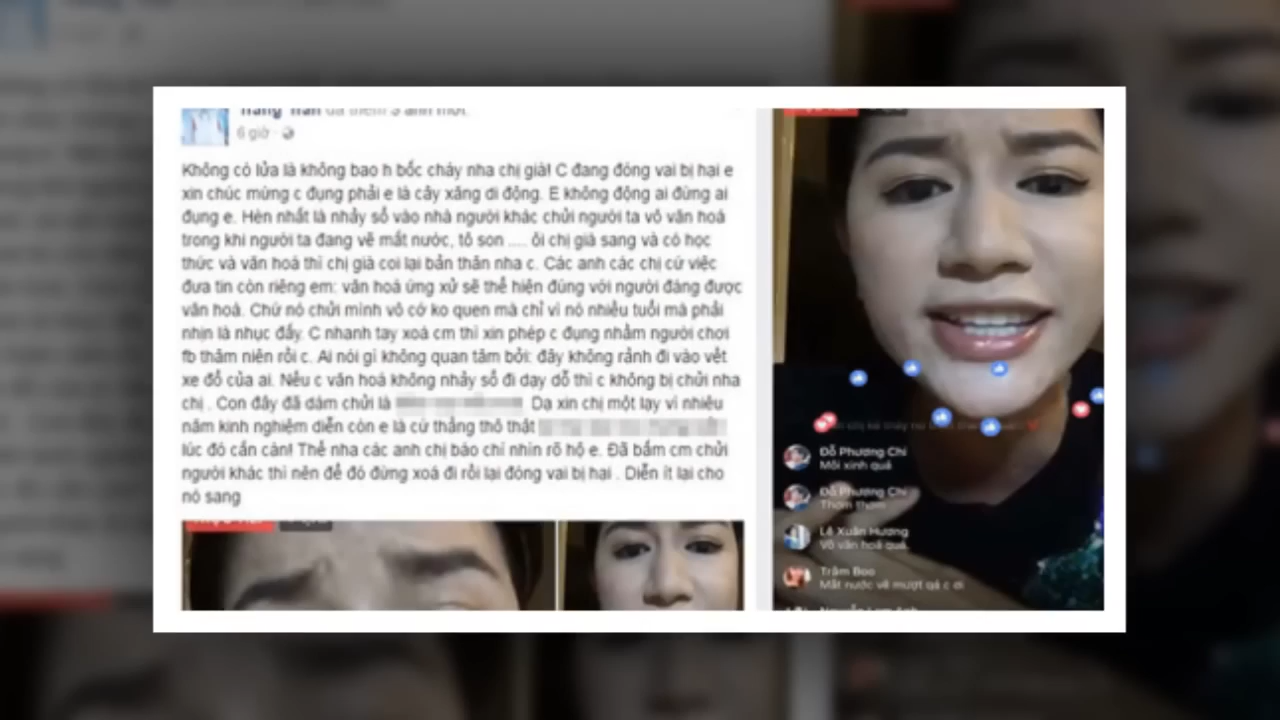 đã thêm 3 ảnh mới.
6 giờ
Không có lửa là không bao h bốc cháy nha chị già! C đang đóng vai bị hại e
xin chúc mừng c đụng phải e là cây xăng di động. E không động ai đừng ai
đụng e. Hèn nhất là nhảy sổ vào nhà người khác chửi người ta vô văn hoá
trong khi người ta đang vẽ mắt nước, tô son .... ôi chị già sang và có học
thức và văn hoá thì chị già coi lại bản thân nha c. Các anh các chị cứ việc
đưa tin còn riêng em: văn hoá ứng xử sẽ thể hiện đúng với người đáng được
văn hoá. Chứ nó chửi mình vô cớ ko quen mà chỉ vì nó nhiều tuổi mà phải
nhịn là nhục đấy. C nhanh tay xoá cm thì xin phép c đụng nhầm người chơi
fb thâm niên rồi c. Ai nói gì không quan tâm bởi: đây không rảnh đi vào vết
xe đổ của ai. Nếu c văn hoá không nhảy sổ đi dạy dỗ thì c không bị chửi nha
chị . Con đây đã dám chửi là Dạ xin chị một lạy vì nhiều
năm kinh nghiệm diễn còn e là cứ thẳng thô thật
lúc đó cắn càn! Thế nha các anh chị báo chí nhìn rõ hộ e. Đã bấm cm chửi
người khác thì nên để đó đừng xoá đi rồi lại đóng vai bị hại . Diễn ít lại cho
nó sang
Đỗ Phương Chi
Môi xinh quá
Đỗ Phương Chi
Thơm thơm
Lê Xuân Hương
Vô văn hoá quá
Trâm Boo
Mắt nước vẽ mượt qá c ơi